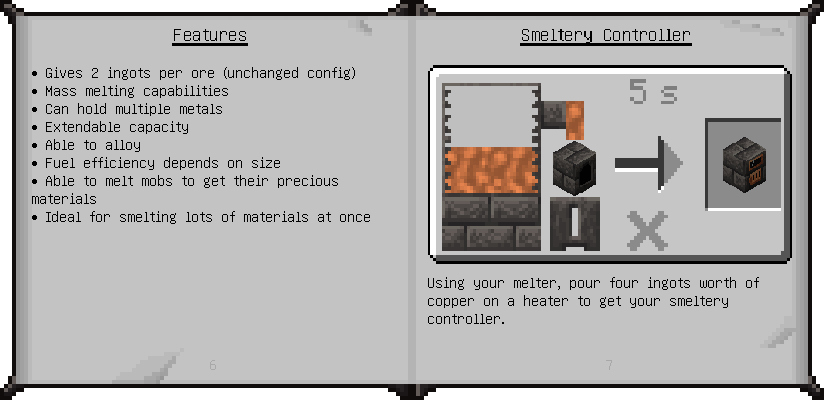 Features
• Gives 2 ingots per ore (unchanged config)
• Mass melting capabilities
• Can hold multiple metals
• Extendable capacity
• Able to alloy
• Fuel efficiency depends on size
• Able to melt mobs to get their precious
materials
• Ideal for smelting lots of materials at once
6
Smeltery Controller
5 s
Using your melter, pour four ingots worth of
copper on a heater to get your smeltery
controller.
7